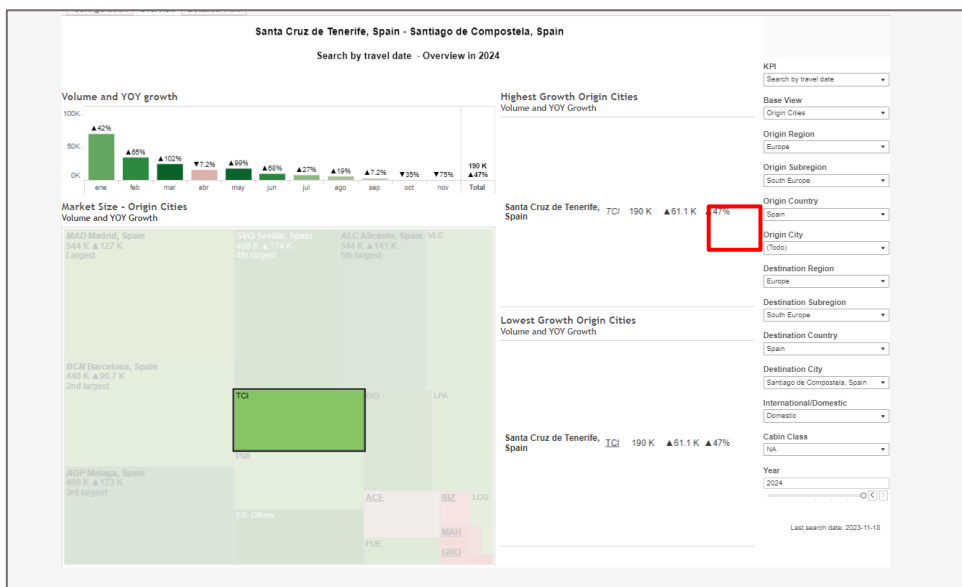 Configuration Overview Detailed View
Santa Cruz de Tenerife, Spain - Santiago de Compostela, Spain
Search by travel date - Overview in 2024
Volume and YOY growth
100K
50K
0K
▲42%
▲65%
▲102%
▼7.2%
▲99%
▲68%
▲27%
▲19%
▲7.2%
▼35%
▼75%
190 K
▲47%
ene feb mar abr may jun jul ago sep oct nov Total
Market Size - Origin Cities
Volume and YOY Growth
MAD Madrid, Spain
544 K ▲127 K
Largest
SVQ Sevilla, Spain
4th largest
ALC Alicante, Spain
344 K ▲141 K
5th largest
VLC
BCN Barcelona, Spain
440 K ▲90.7 K
2nd largest
TCI
BIO
LPA
PMI
AGP Malaga, Spain
409 K ▲173 K
3rd largest
ACE
IBZ
LCG
ES: Others
MAH
FUE
GRO
Highest Growth Origin Cities
Volume and YOY Growth
Santa Cruz de Tenerife, Spain TCI 190 K ▲61.1 K ▲47%
Lowest Growth Origin Cities
Volume and YOY Growth
Santa Cruz de Tenerife, Spain TCI 190 K ▲61.1 K ▲47%
KPI
Search by travel date
Base View
Origin Cities
Origin Region
Europe
Origin Subregion
South Europe
Origin Country
Spain
Origin City
(Todo)
Destination Region
Europe
Destination Subregion
South Europe
Destination Country
Spain
Destination City
Santiago de Compostela, Spain
International/Domestic
Domestic
Cabin Class
NA
Year
2024
Last search date: 2023-11-18